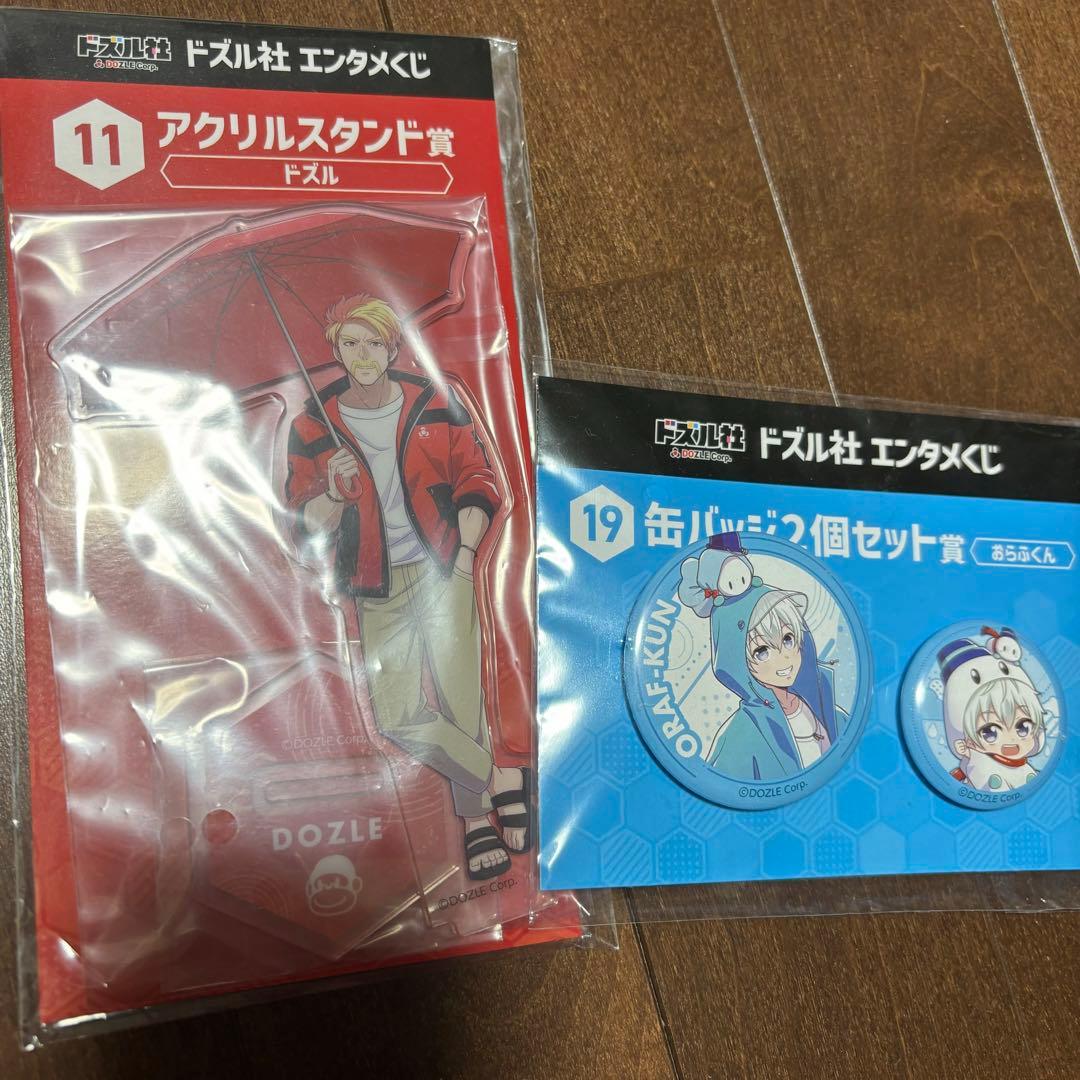 ドズル社
DOZLE Corp.
ドズル社 エンタメくじ
11
アクリルスタンド賞
ドズル
©DOZLE Corp.
DOZLE
©DOZLE Corp.
ドズル社
DOZLE Corp.
ドズル社 エンタメくじ
19
缶バッジ2個セット賞
おらふくん
ORAF-KUN
©DOZLE Corp.
©DOZLE Corp.